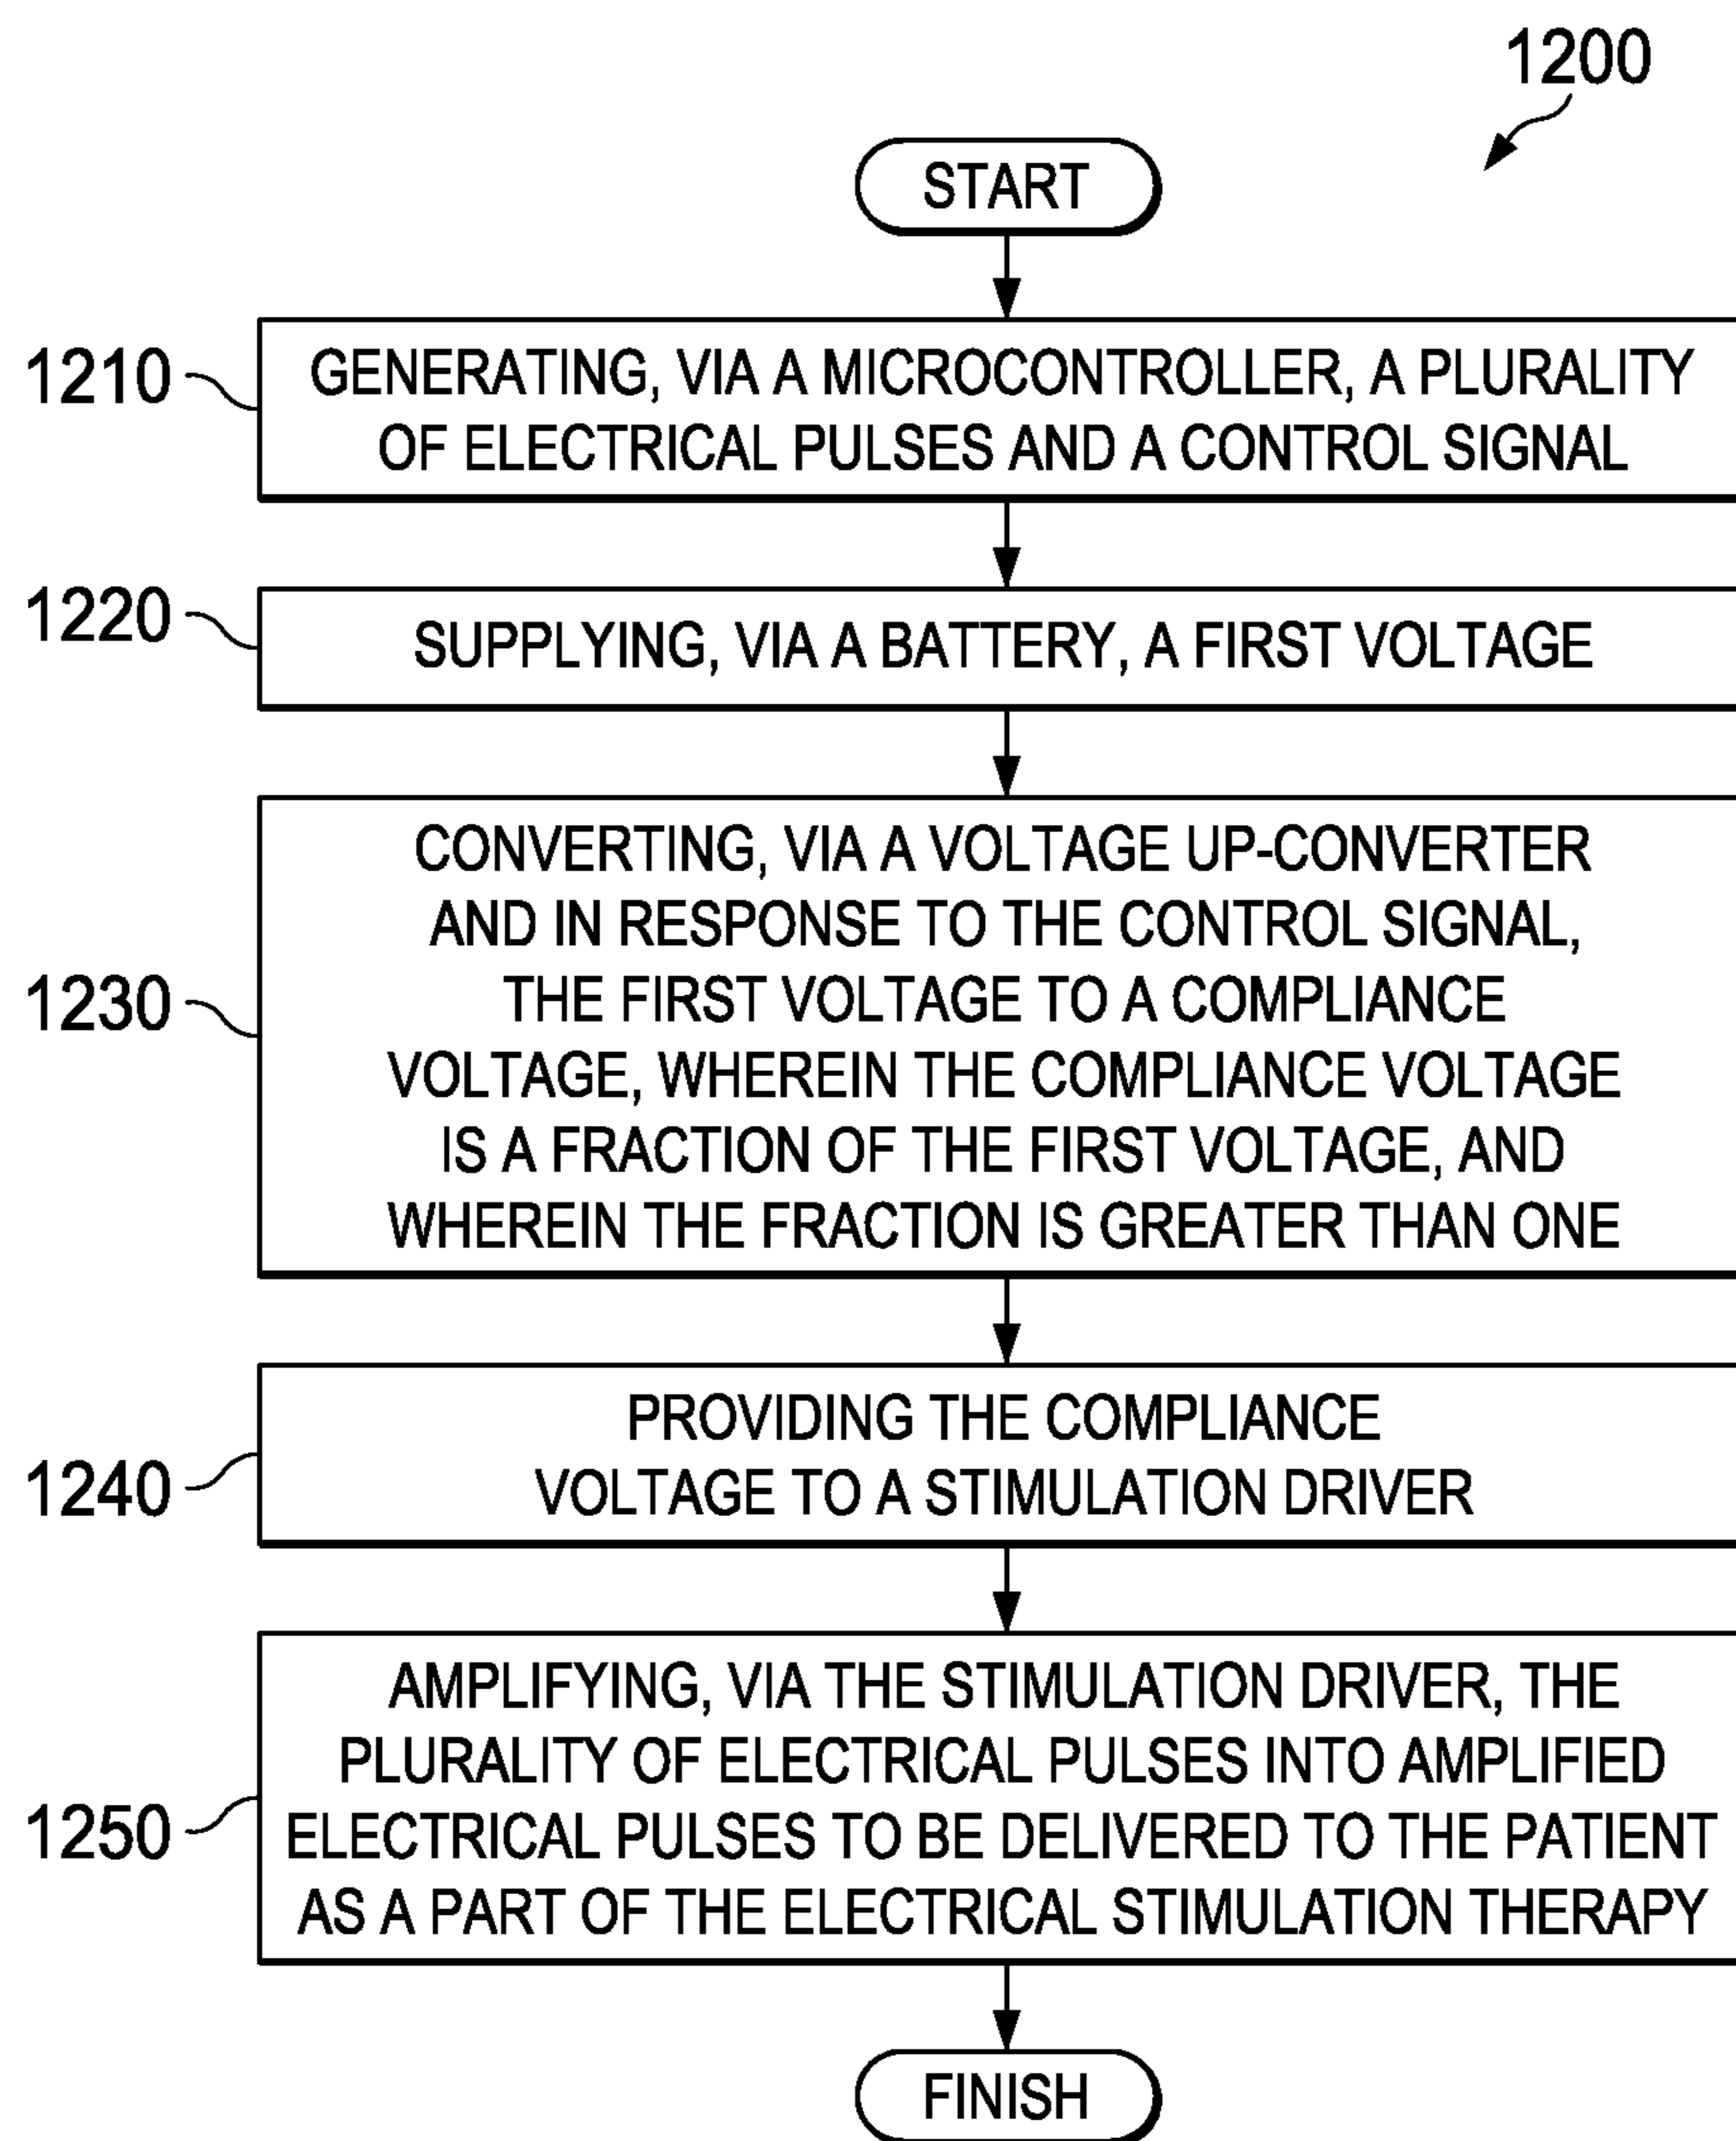 1200
START
1210
GENERATING, VIA A MICROCONTROLLER, A PLURALITY
OF ELECTRICAL PULSES AND A CONTROL SIGNAL
1220
SUPPLYING, VIA A BATTERY, A FIRST VOLTAGE
1230
CONVERTING, VIA A VOLTAGE UP-CONVERTER
AND IN RESPONSE TO THE CONTROL SIGNAL,
THE FIRST VOLTAGE TO A COMPLIANCE
VOLTAGE, WHEREIN THE COMPLIANCE VOLTAGE
IS A FRACTION OF THE FIRST VOLTAGE, AND
WHEREIN THE FRACTION IS GREATER THAN ONE
1240
PROVIDING THE COMPLIANCE
VOLTAGE TO A STIMULATION DRIVER
1250
AMPLIFYING, VIA THE STIMULATION DRIVER, THE
PLURALITY OF ELECTRICAL PULSES INTO AMPLIFIED
ELECTRICAL PULSES TO BE DELIVERED TO THE PATIENT
AS A PART OF THE ELECTRICAL STIMULATION THERAPY
FINISH